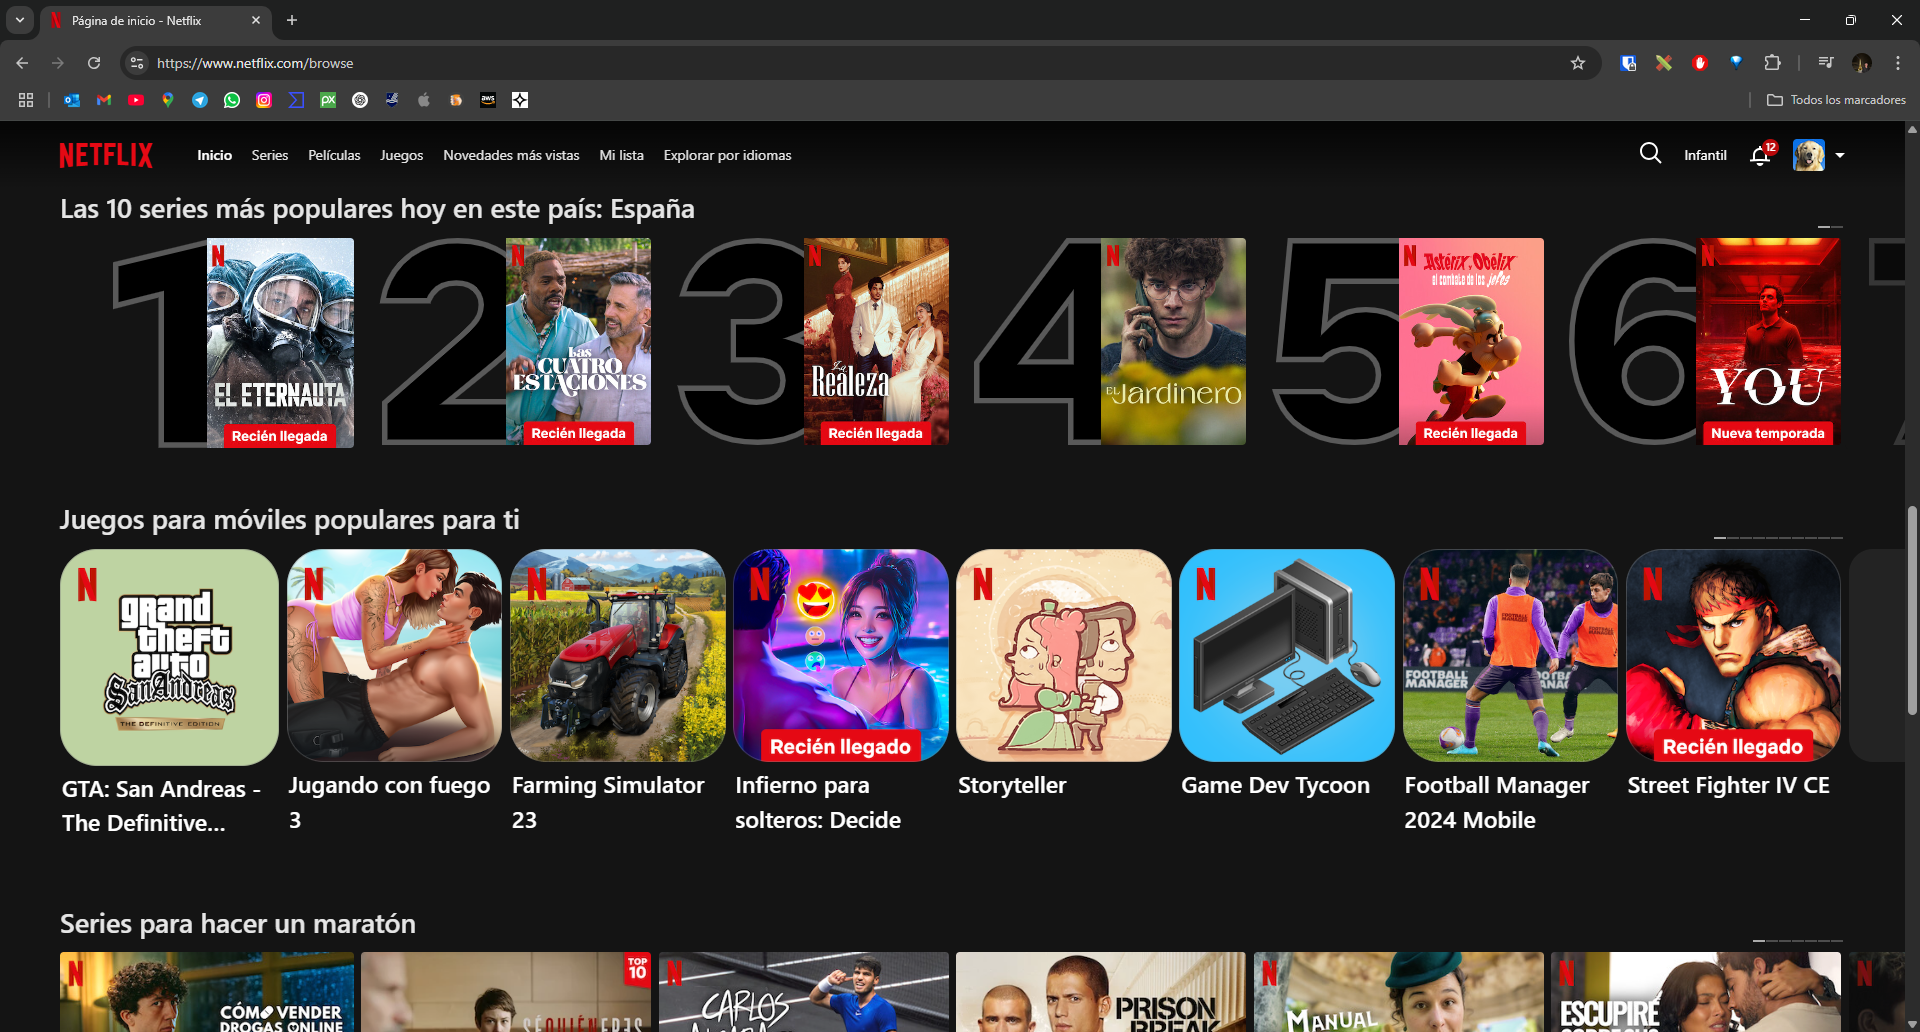 Página de inicio - Netflix
https://www.netflix.com/browse
Todos los marcadores
NETFLIX
Inicio
Series
Películas
Juegos
Novedades más vistas
Mi lista
Explorar por idiomas
Infantil
12
Las 10 series más populares hoy en este país: España
1
EL ETERNAUTA
Recién llegada
2
Las
CUATRO
ESTACIONES
Recién llegada
3
La
Realeza
Recién llegada
4
EL Jardinero
5
Astérix y Obélix
el combate de los jefes
Recién llegada
6
YOU
Nueva temporada
Juegos para móviles populares para ti
grand
theft
auto
San Andreas
THE DEFINITIVE EDITION
GTA: San Andreas -
The Definitive...
Jugando con fuego
3
Farming Simulator
23
Recién llegado
Infierno para
solteros: Decide
Storyteller
Game Dev Tycoon
FOOTBALL
MANAGER
Football Manager
2024 Mobile
Recién llegado
Street Fighter IV CE
Series para hacer un maratón
CÓMO VENDER
DROGAS ONLINE
TOP
10
SÉ QUIÉN ERES
CARLOS
PRISON
BREAK
MANUAL
ESCUPIRÉ